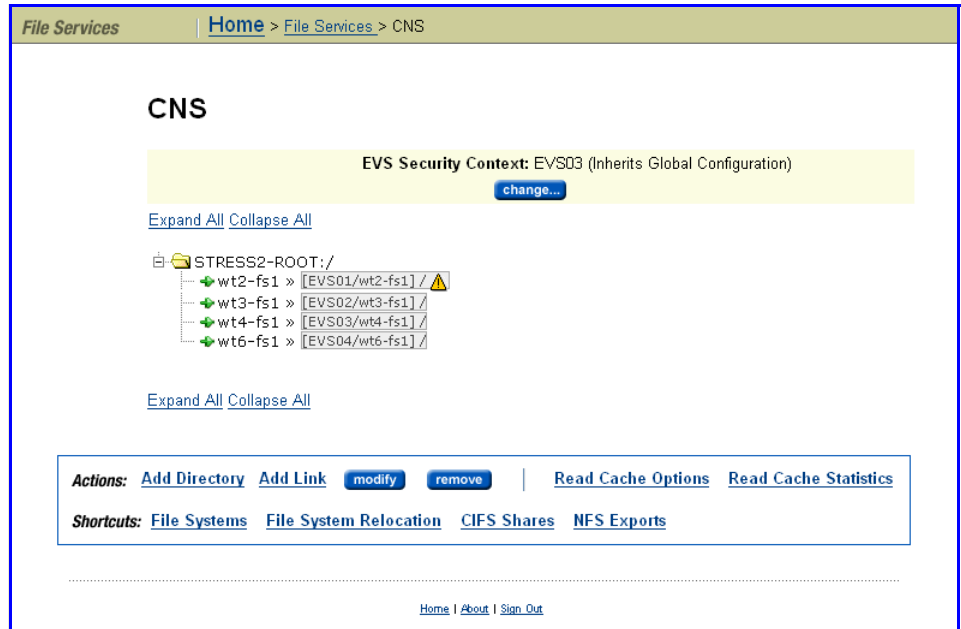 File Services Home > File Services > CNS
CNS
EVS Security Context: EVS03 (Inherits Global Configuration)
change...
Expand All Collapse All
STRESS2-ROOT:/
wt2-fs1 » [EVS01/wt2-fs1] /
wt3-fs1 » [EVS02/wt3-fs1] /
wt4-fs1 » [EVS03/wt4-fs1] /
wt6-fs1 » [EVS04/wt6-fs1] /
Expand All Collapse All
Actions: Add Directory Add Link modify remove | Read Cache Options Read Cache Statistics
Shortcuts: File Systems File System Relocation CIFS Shares NFS Exports
Home | About | Sign Out